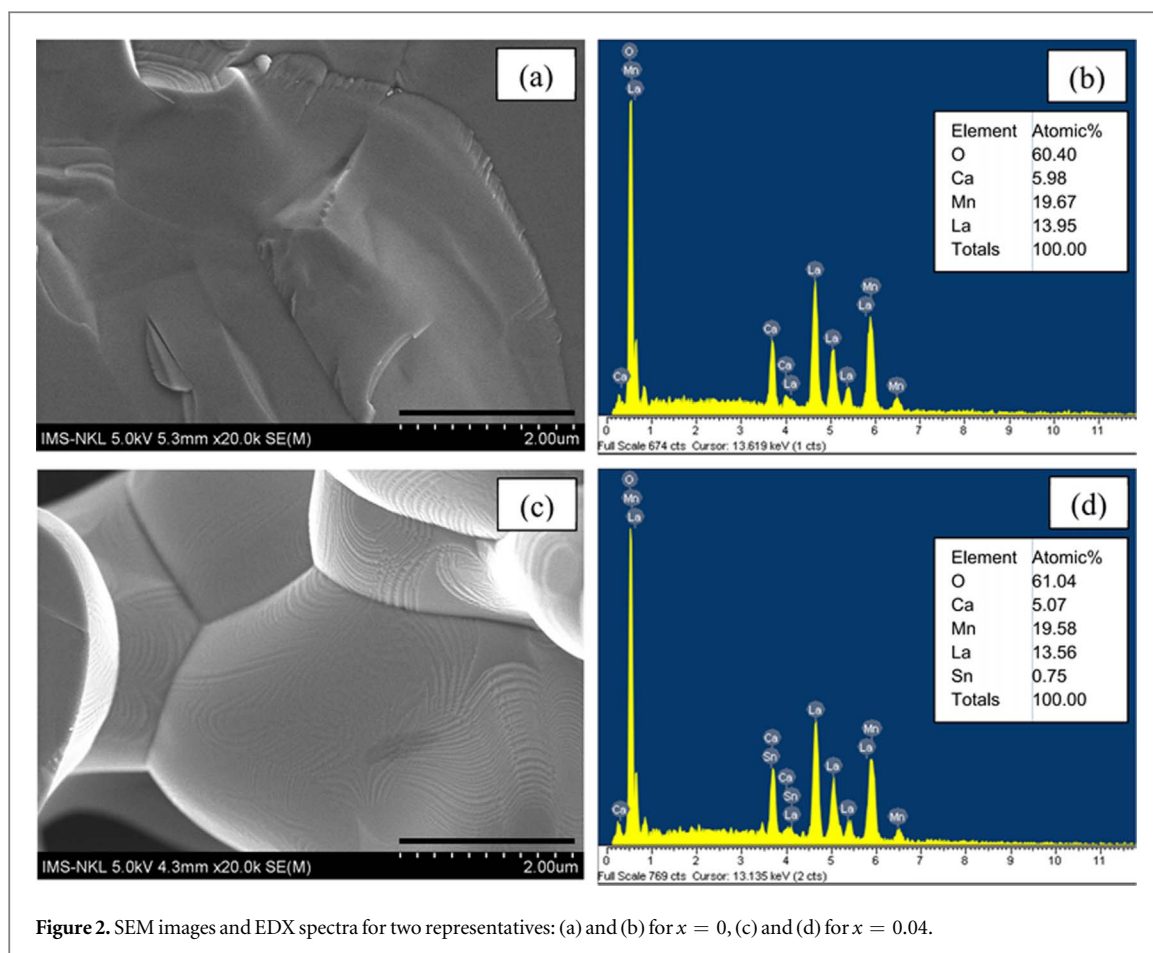 (a)
IMS-NKL 5.0kV 5.3mm x20.0k SE(M)
2.00um
(b)
O
Mn
La
Element Atomic%
O 60.40
Ca 5.98
Mn 19.67
La 13.95
Totals 100.00
La
Mn
La
Ca
La
Ca
La
La
Ca
Mn
0 1 2 3 4 5 6 7 8 9 10 11
Full Scale 674 cts Cursor: 13.619 keV (1 cts)
(c)
IMS-NKL 5.0kV 4.3mm x20.0k SE(M)
2.00um
(d)
O
Mn
La
Element Atomic%
O 61.04
Ca 5.07
Mn 19.58
La 13.56
Sn 0.75
Totals 100.00
La
Mn
La
Ca
Sn
La
Ca
Sn
La
La
Ca
Mn
0 1 2 3 4 5 6 7 8 9 10 11
Full Scale 769 cts Cursor: 13.135 keV (2 cts)
Figure 2. SEM images and EDX spectra for two representatives: (a) and (b) for x = 0, (c) and (d) for x = 0.04.